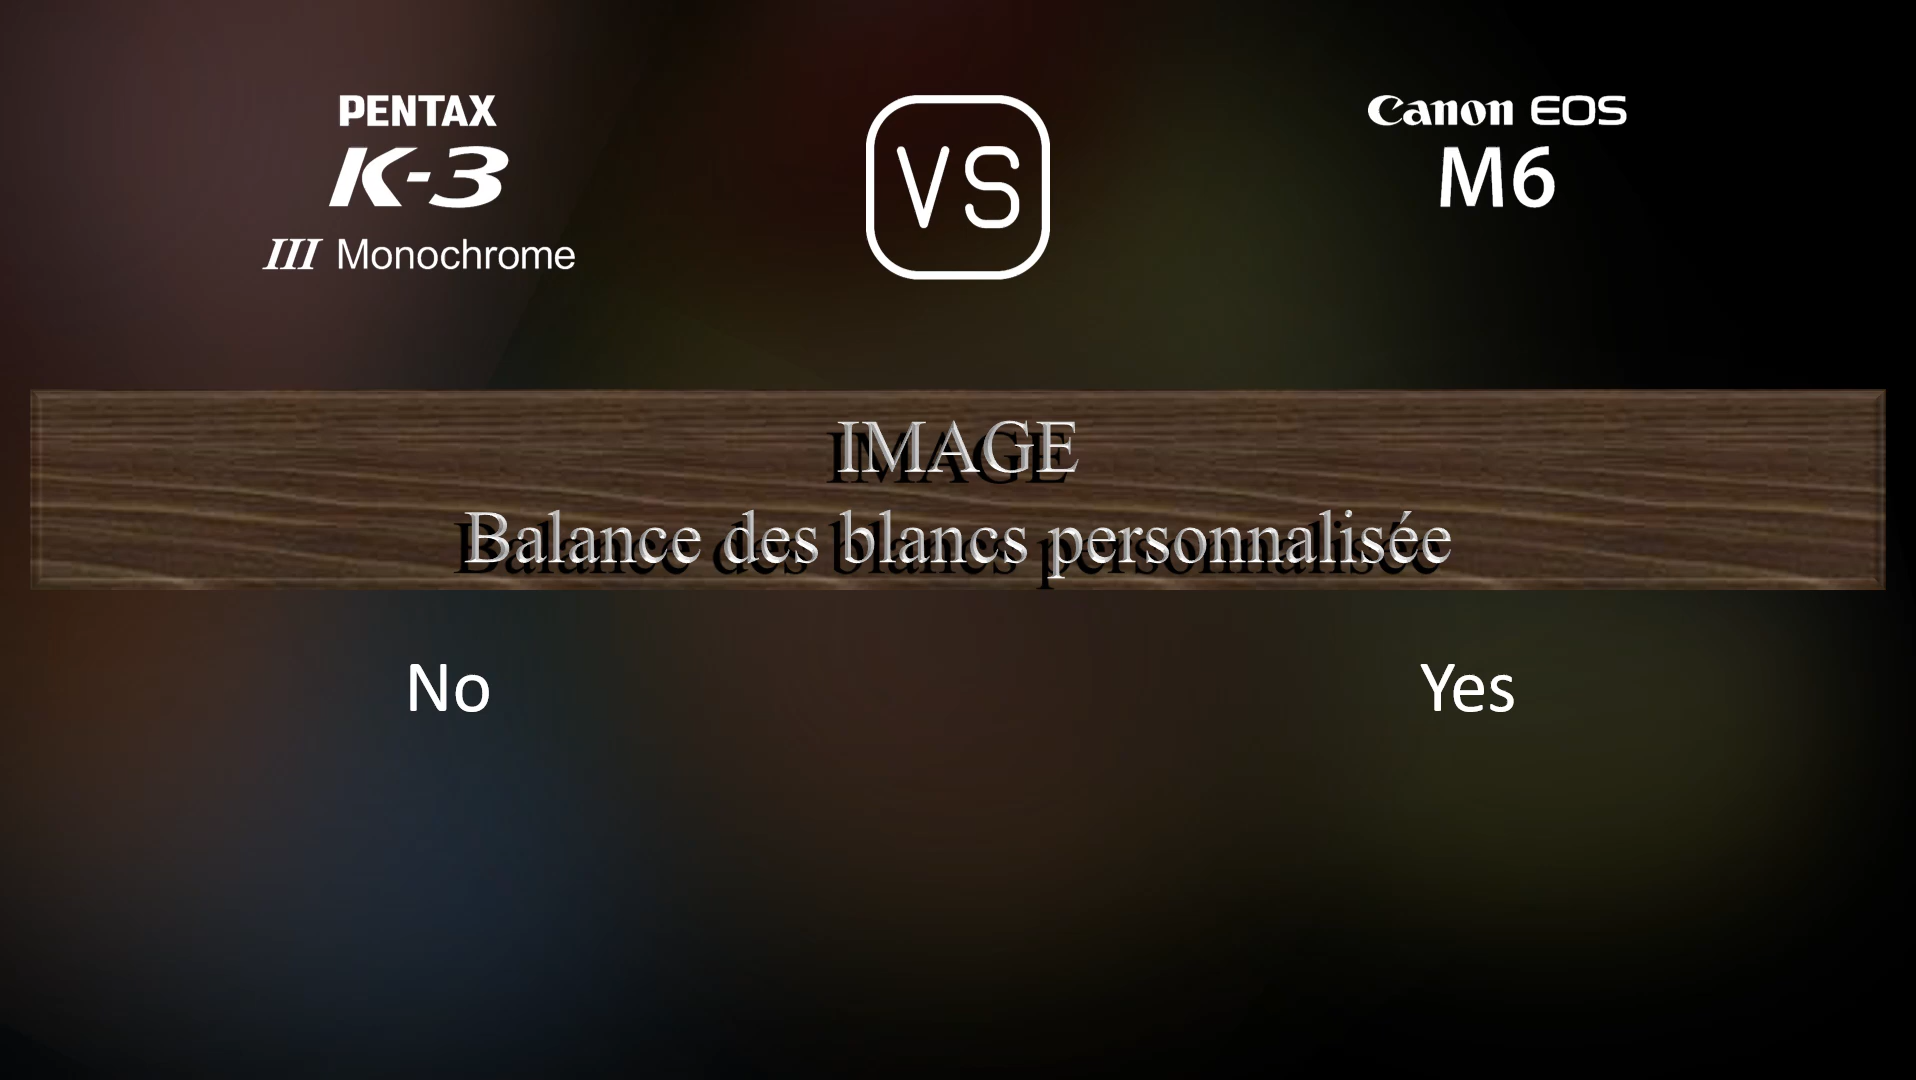 PENTAX
K-3
III Monochrome
VS
Canon EOS
M6
IMAGE
Balance des blancs personnalisée
No
Yes